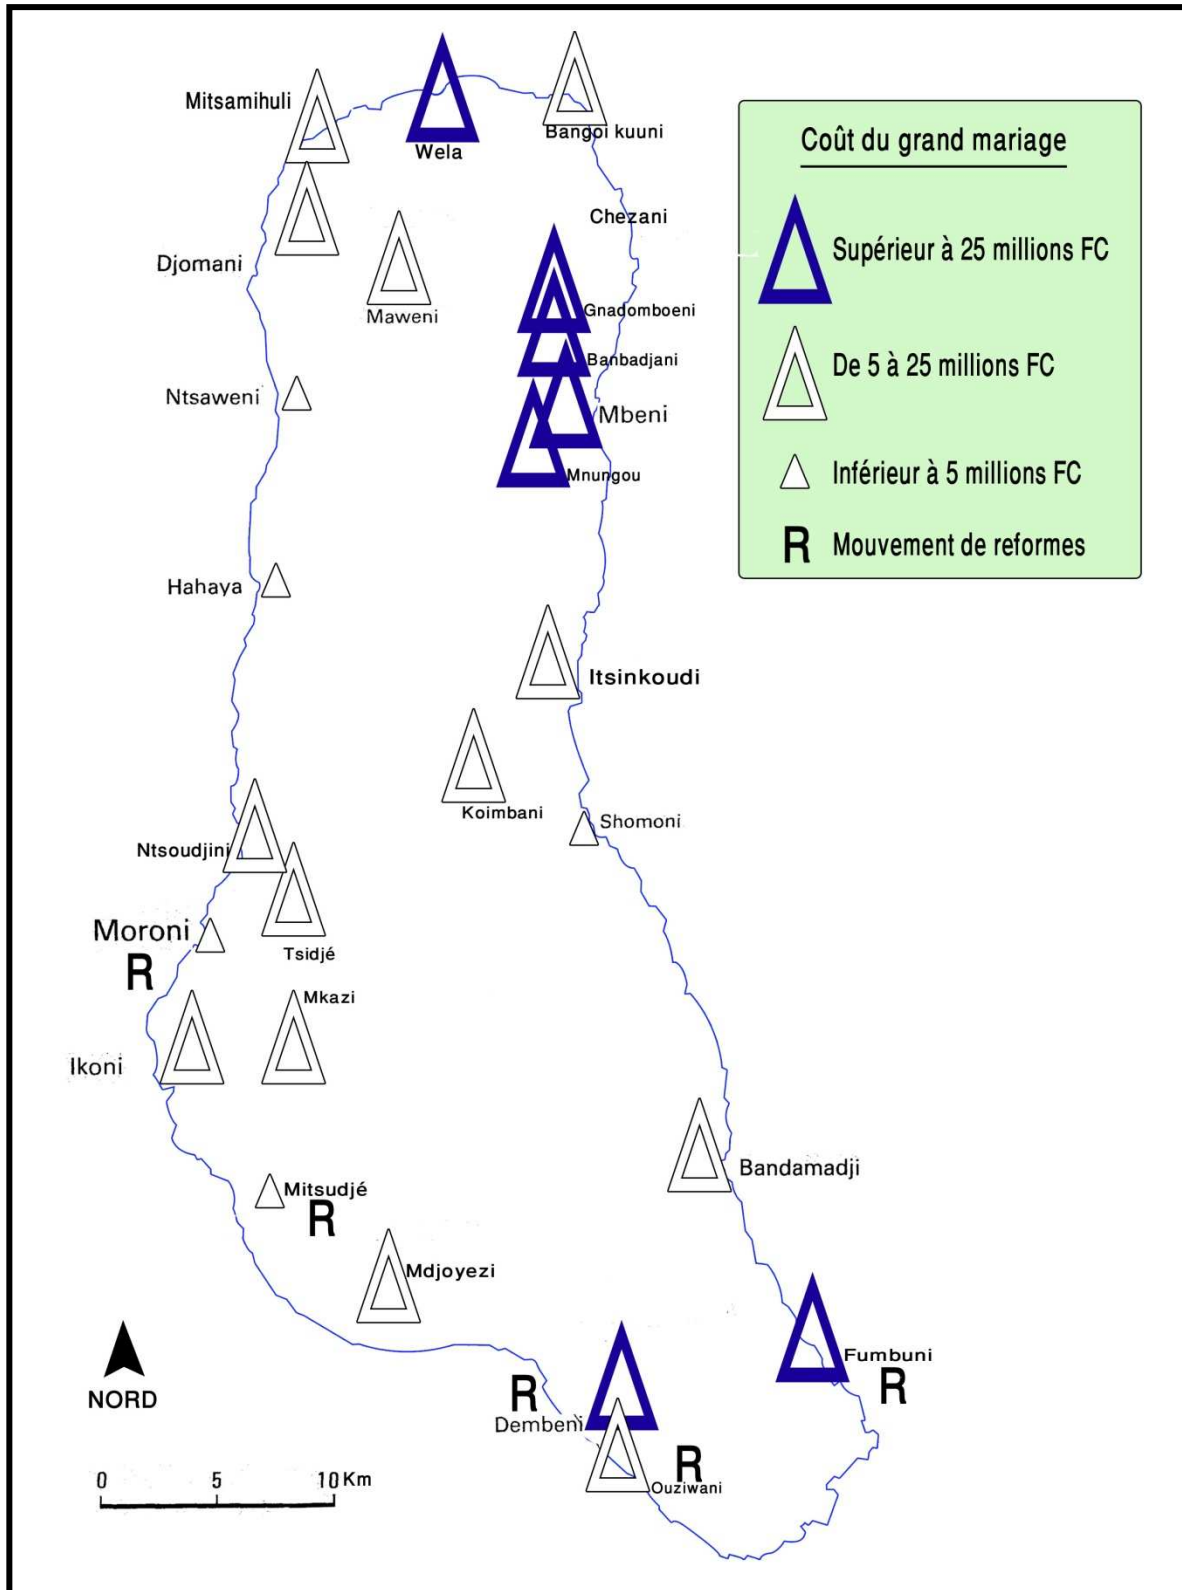 Mitsamihuli
Wela
Bangoi kuuni
Coût du grand mariage
Supérieur à 25 millions FC
De 5 à 25 millions FC
Inférieur à 5 millions FC
R Mouvement de reformes
Chezani
Djomani
Maweni
Gnadomboeni
Banbadjani
Ntsaweni
Mbeni
Mnungou
Hahaya
Itsinkoudi
Koimbani
Shomoni
Ntsoudjini
Moroni
R
Tsidjé
Mkazi
Ikoni
Bandamadji
Mitsudjé
R
Mdjoyezi
NORD
Fumbuni
R
R
Dembeni
R
Ouziwani
0 5 10 Km